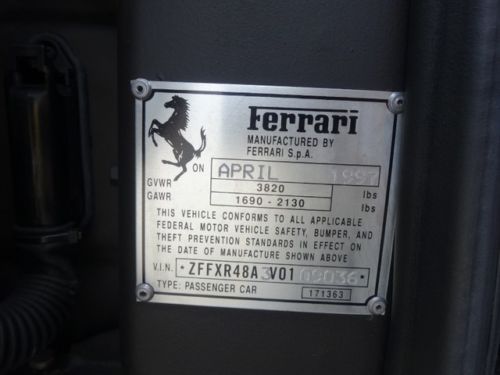 Ferrari
MANUFACTURED BY
FERRARI S.p.A.
ON APRIL 1997
GVWR 3820 lbs
GAWR 1690 - 2130 lbs
THIS VEHICLE CONFORMS TO ALL APPLICABLE
FEDERAL MOTOR VEHICLE SAFETY, BUMPER, AND
THEFT PREVENTION STANDARDS IN EFFECT ON
THE DATE OF MANUFACTURE SHOWN ABOVE
V.I.N. * ZFFXR48A3V0109036 *
TYPE: PASSENGER CAR 171363